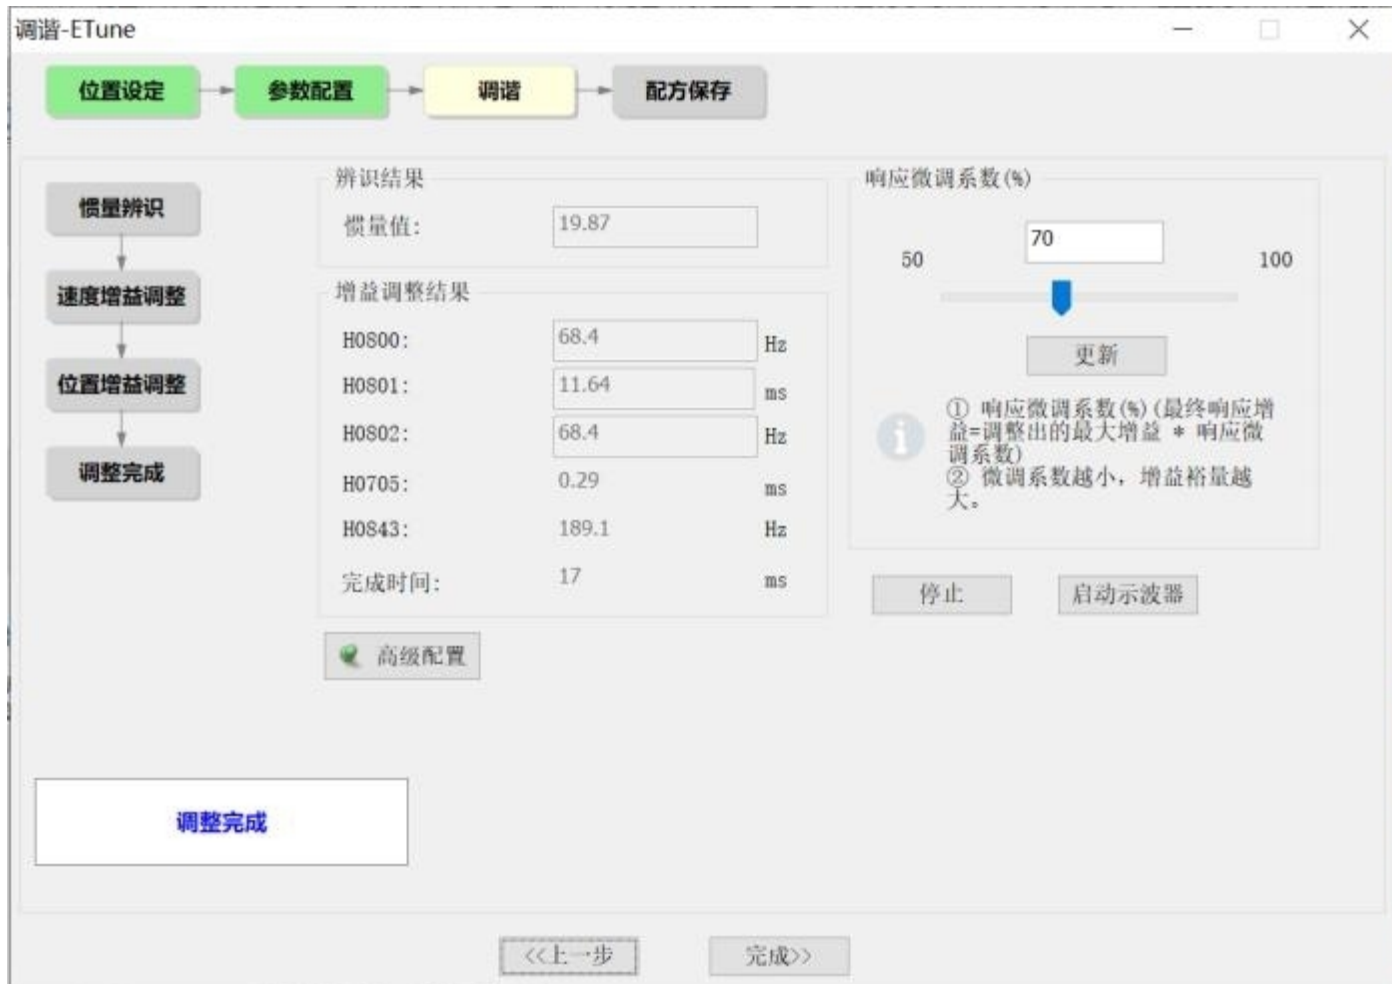 调谐-ETune
位置设定
参数配置
调谐
配方保存
惯量辨识
速度增益调整
位置增益调整
调整完成
辨识结果
惯量值:
19.87
增益调整结果
H0800:
68.4
Hz
H0801:
11.64
ms
H0802:
68.4
Hz
H0705:
0.29
ms
H0843:
189.1
Hz
完成时间:
17
ms
高级配置
响应微调系数(%)
70
50
100
更新
① 响应微调系数(%)(最终响应增
益=调整出的最大增益 * 响应微
调系数)
② 微调系数越小，增益裕量越
大。
停止
启动示波器
调整完成
<<上一步
完成>>